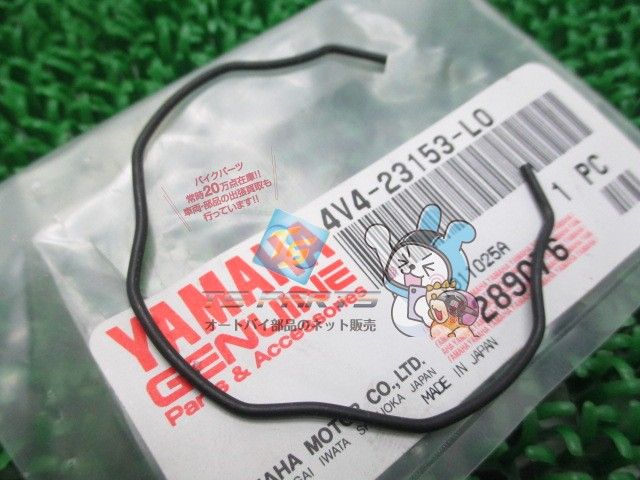 バイクパーツ
常時20万点在庫!!
車両・部品の出張買取も
行っています!!
4V4-23153-L0
1 PC
YAMAHA
GENUINE
Parts & Accessories
オートバイ部品のネット販売
MOTOR CO.,LTD.
IWATA
JAPAN
MADE IN JAPAN